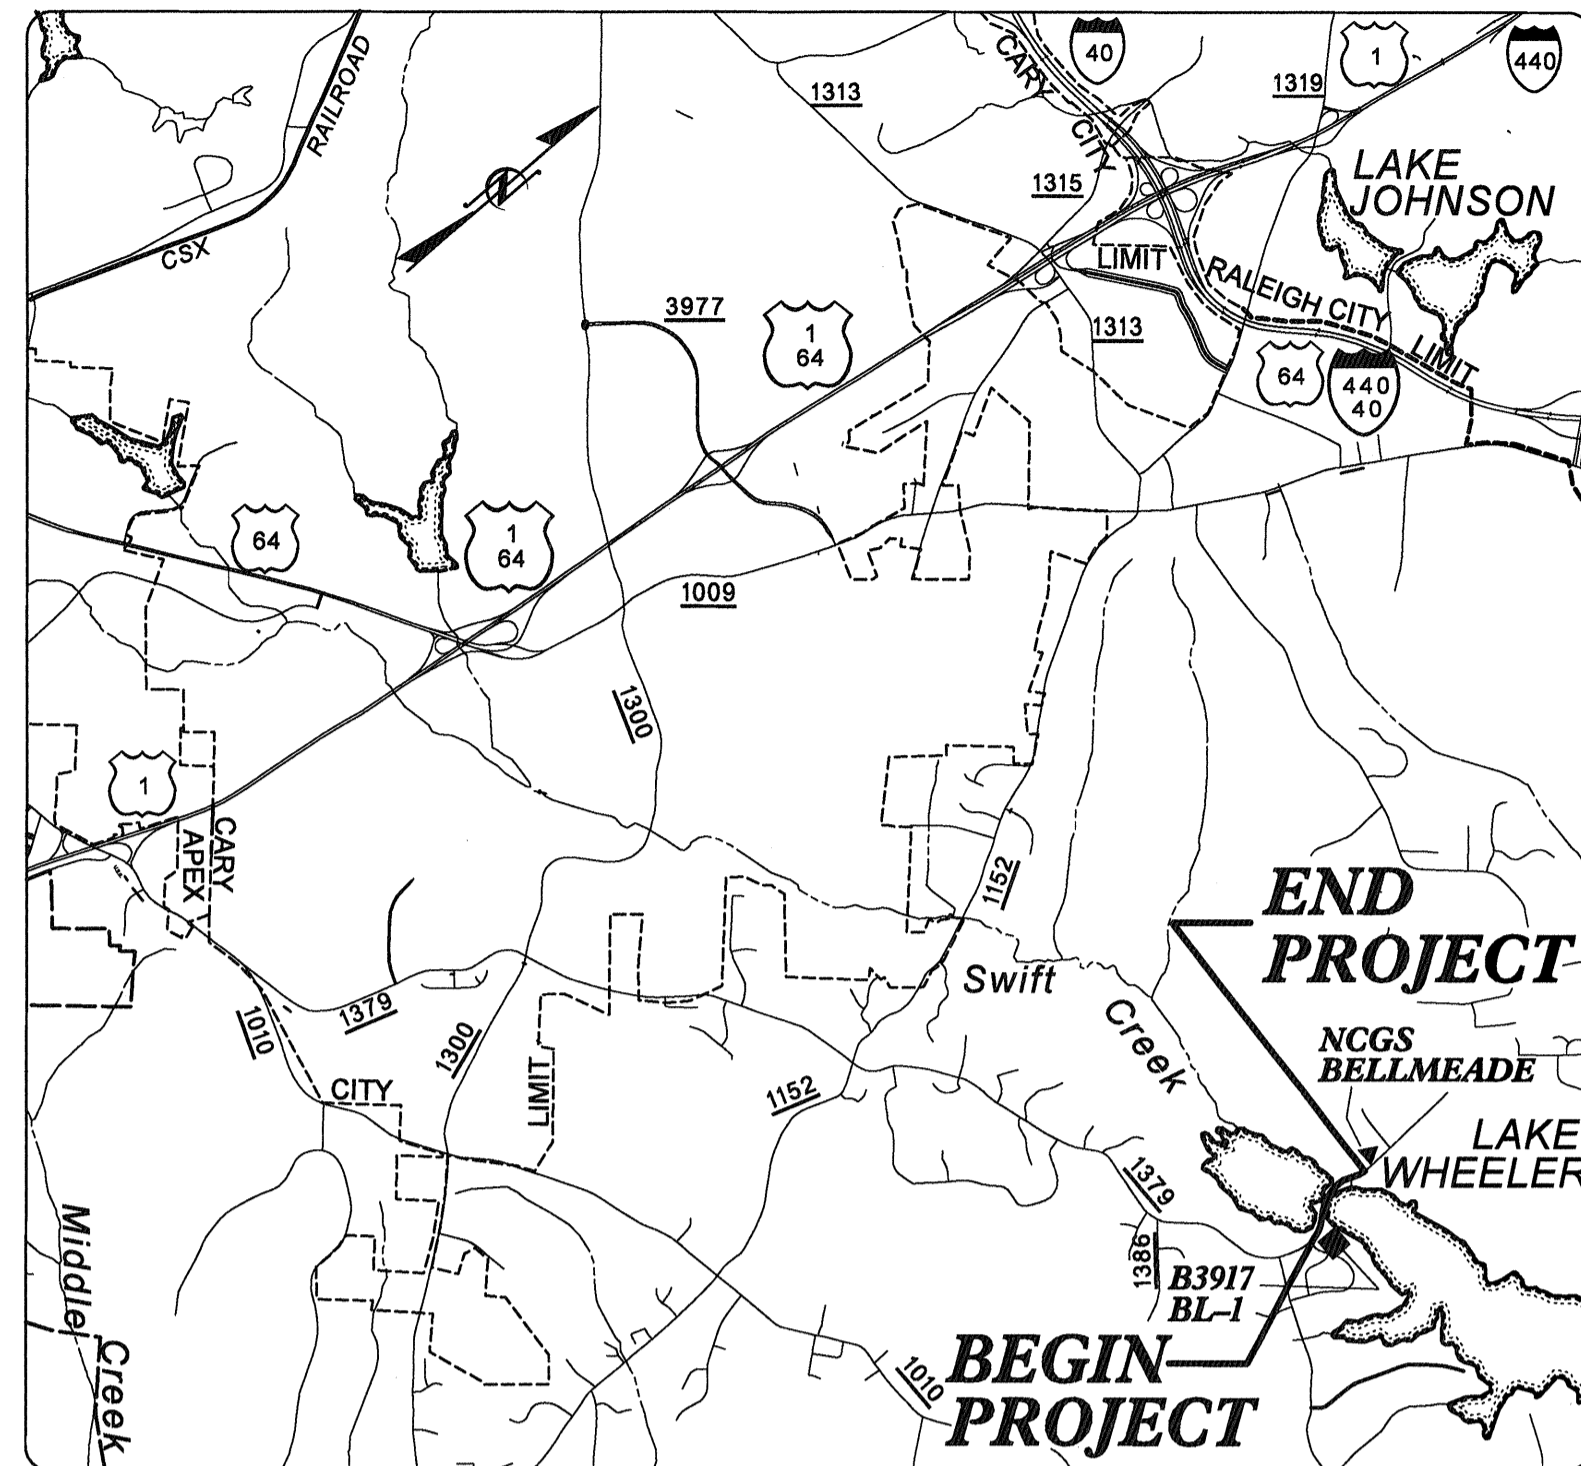 40
1
440
1319
RAILROAD
1313
CARY
CITY
LAKE
JOHNSON
1315
CSX
N
LIMIT
RALEIGH CITY
LIMIT
3977
1
64
1313
64
440
40
64
1
64
1009
1300
1
CARY
APEX
1152
END
PROJECT
Swift
Creek
1010
1379
1300
NCGS
BELLMEADE
CITY
LIMIT
1152
LAKE
WHEELER
1379
1386
B3917
BL-1
Middle
Creek
BEGIN
PROJECT
1010